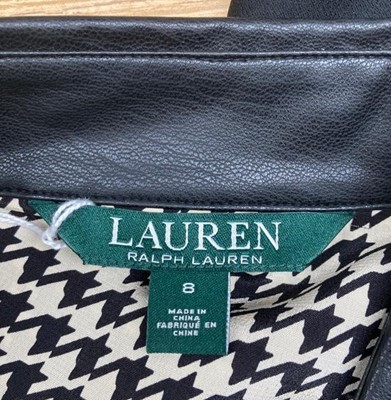 LAUREN
RALPH LAUREN
8
MADE IN
CHINA
FABRIQUÉ EN
CHINE